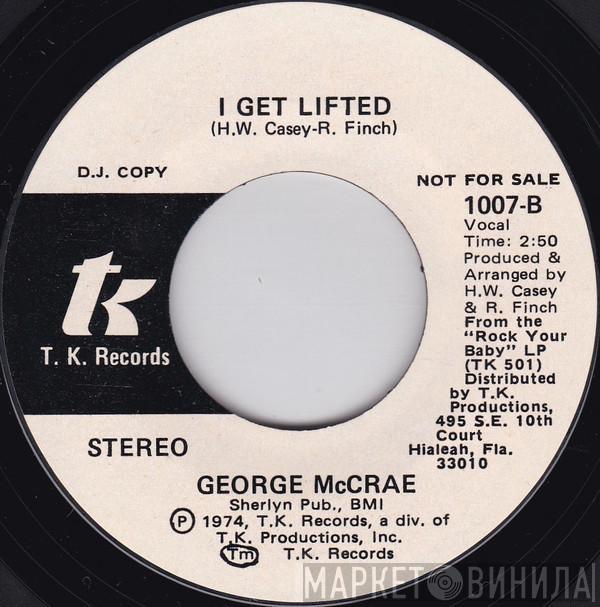 I GET LIFTED
(H.W. Casey-R. Finch)
D.J. COPY
NOT FOR SALE
1007-B
Vocal
Time: 2:50
Produced &
Arranged by
H.W. Casey
& R. Finch
From the
"Rock Your
Baby" LP
(TK 501)
Distributed
by T.K.
Productions,
495 S.E. 10th
Court
Hialeah, Fla.
33010
tk
T. K. Records
STEREO
GEORGE McCRAE
Sherlyn Pub., BMI
Ⓟ 1974, T.K. Records, a div. of
T.K. Productions, Inc.
Tm T.K. Records
МАРКЕТ ВИНИЛА